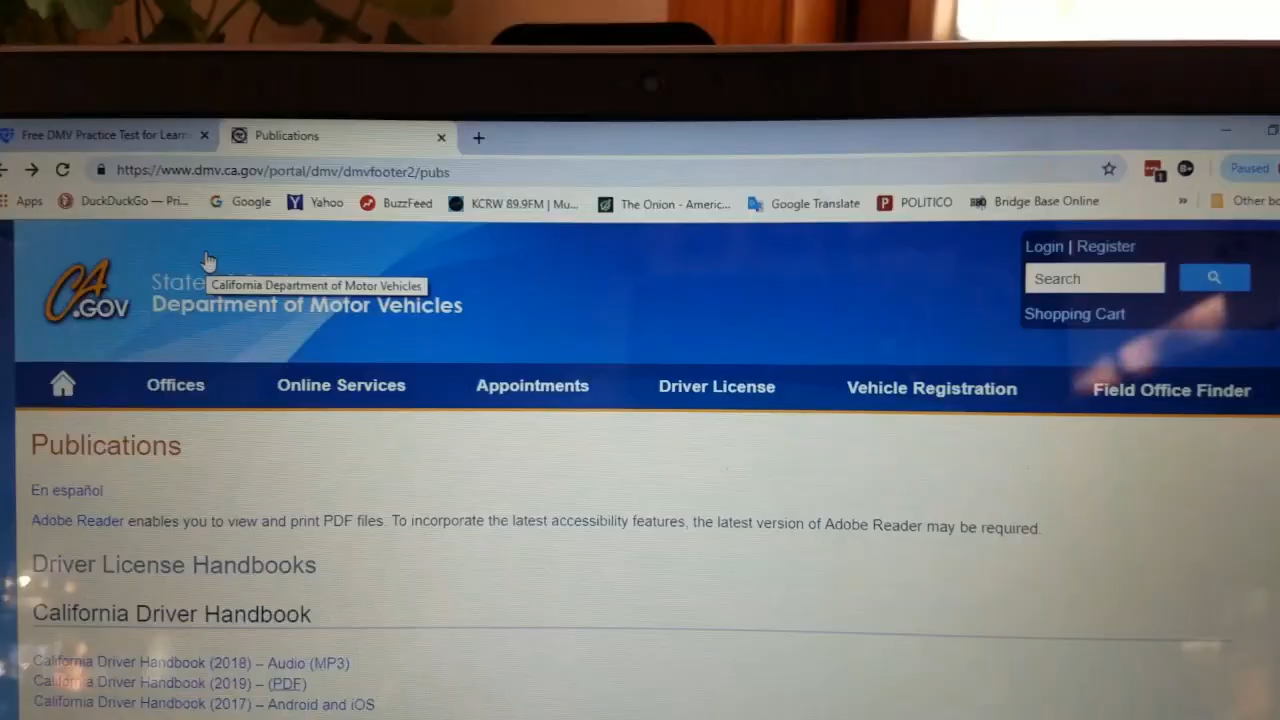 Free DMV Practice Test for Learn
Publications
https://www.dmv.ca.gov/portal/dmv/dmvfooter2/pubs
Paused
Apps
DuckDuckGo — Pri...
Google
Yahoo
BuzzFeed
KCRW 89.9FM | Mu...
The Onion - Americ...
Google Translate
POLITICO
Bridge Base Online
»
Other bo
CA
.GOV
State
California Department of Motor Vehicles
Department of Motor Vehicles
Login | Register
Search
Shopping Cart
Offices Online Services Appointments Driver License Vehicle Registration Field Office Finder
Publications
En español
Adobe Reader enables you to view and print PDF files. To incorporate the latest accessibility features, the latest version of Adobe Reader may be required.
Driver License Handbooks
California Driver Handbook
California Driver Handbook (2018) – Audio (MP3)
California Driver Handbook (2019) – (PDF)
California Driver Handbook (2017) – Android and iOS